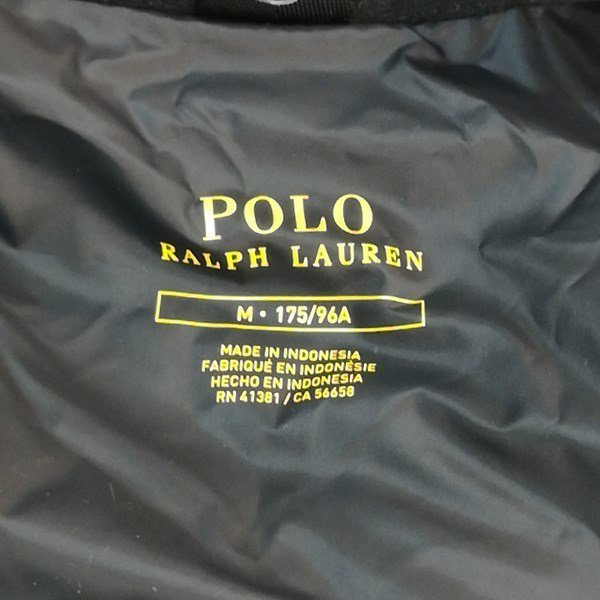 POLO
RALPH LAUREN
M • 175/96A
MADE IN INDONESIA
FABRIQUÉ EN INDONÉSIE
HECHO EN INDONESIA
RN 41381 / CA 56658